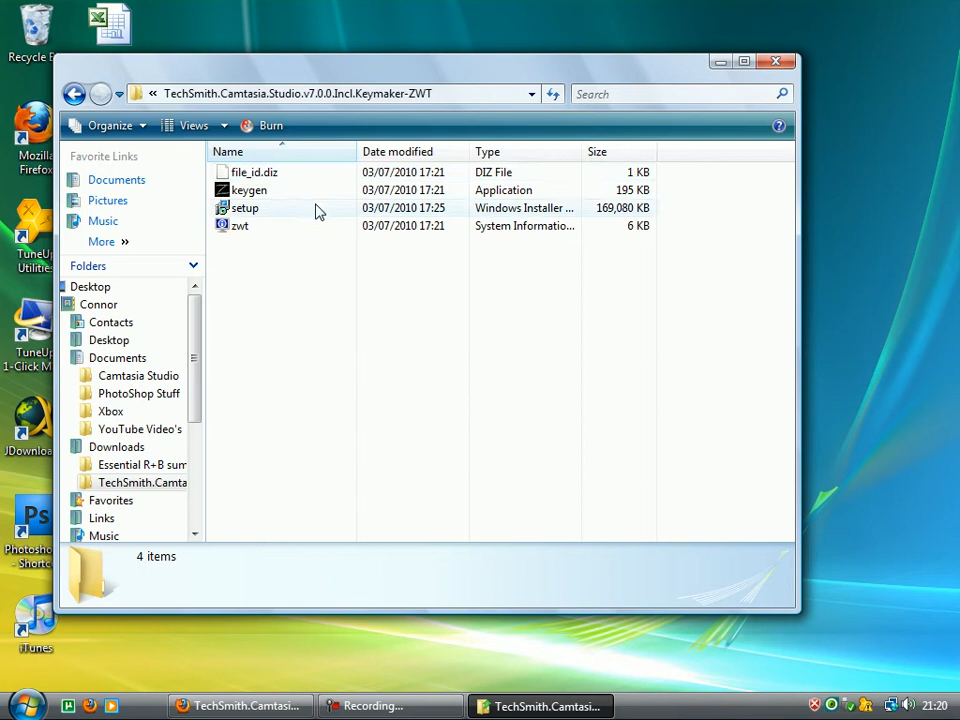 Recycle B
Mozilla
Firefox
TuneUp
Utilities
TuneUp
1-Click M
JDownloa
Ps
Photosho
- Short
iTunes
« TechSmith.Camtasia.Studio.v7.0.0.Incl.Keymaker-ZWT
Search
Organize Views Burn
Favorite Links
Documents
Pictures
Music
More »
Folders
Desktop
Connor
Contacts
Desktop
Documents
Camtasia Studio
PhotoShop Stuff
Xbox
YouTube Video's
Downloads
Essential R+B sum
TechSmith.Camta
Favorites
Links
Music
Name Date modified Type Size
file_id.diz 03/07/2010 17:21 DIZ File 1 KB
keygen 03/07/2010 17:21 Application 195 KB
setup 03/07/2010 17:25 Windows Installer ... 169,080 KB
zwt 03/07/2010 17:21 System Informatio... 6 KB
4 items
TechSmith.Camtasi...
Recording...
TechSmith.Camtasi...
21:20